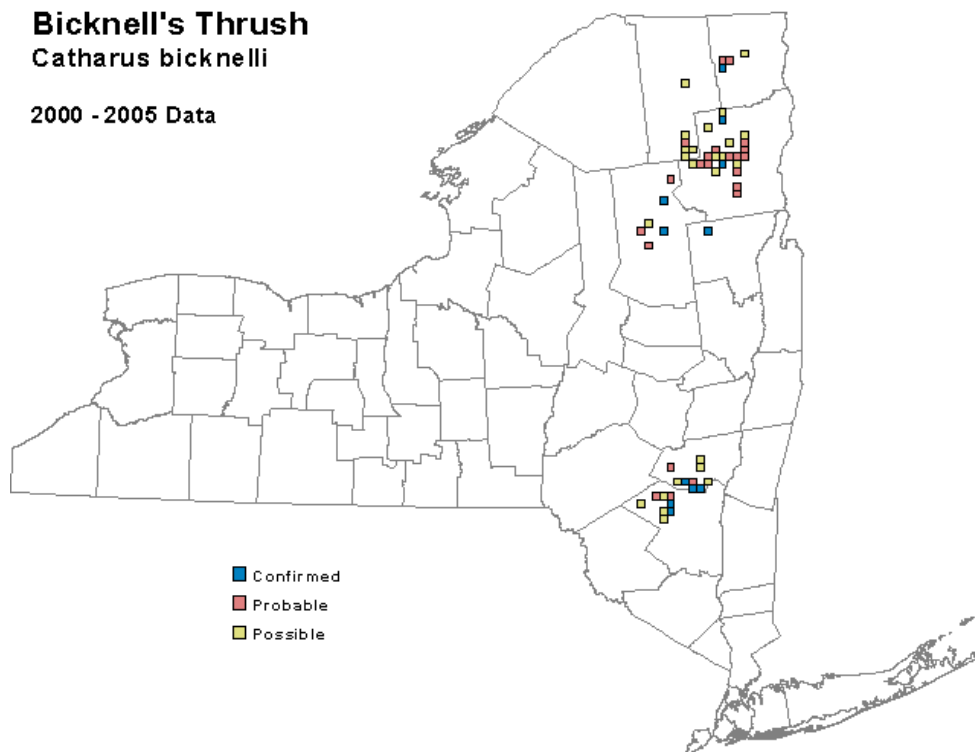 Bicknell's Thrush
Catharus bicknelli
2000 - 2005 Data
Confirmed
Probable
Possible